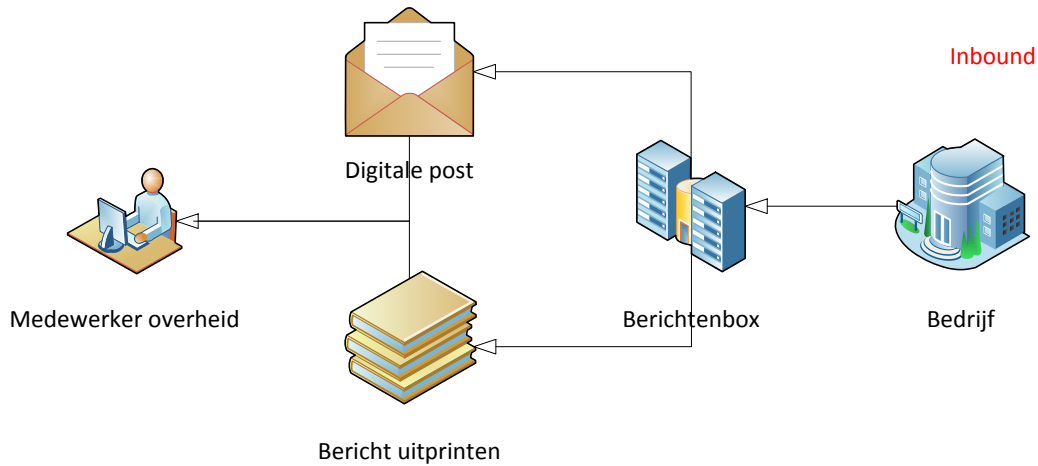 Inbound
Digitale post
Medewerker overheid
Berichtenbox
Bedrijf
Bericht uitprinten